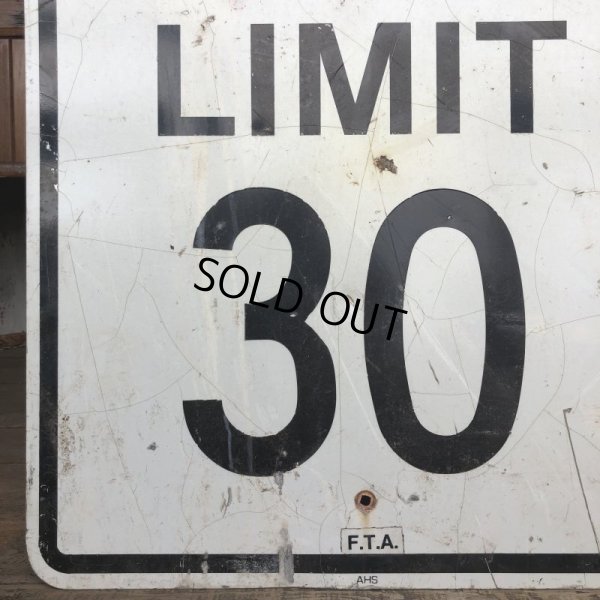 LIMIT
30
SOLD OUT
F.T.A.
AHS